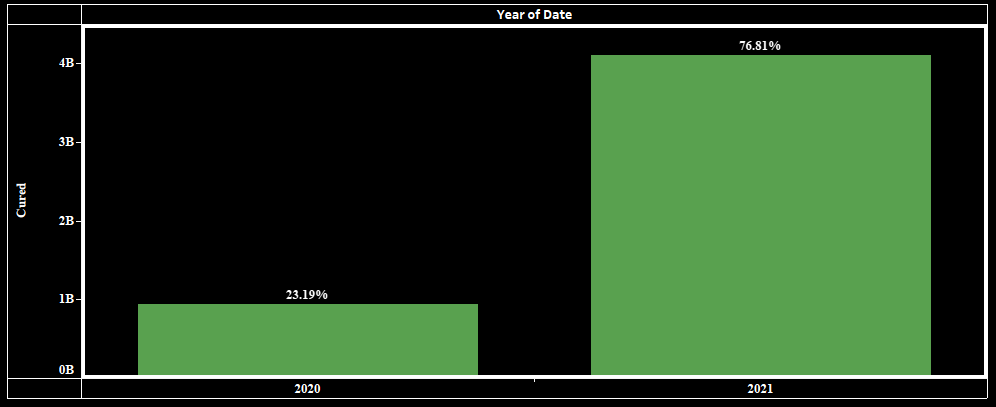 Year of Date
76.81%
4B
3B
Cured
2B
23.19%
1B
0B
2020
2021